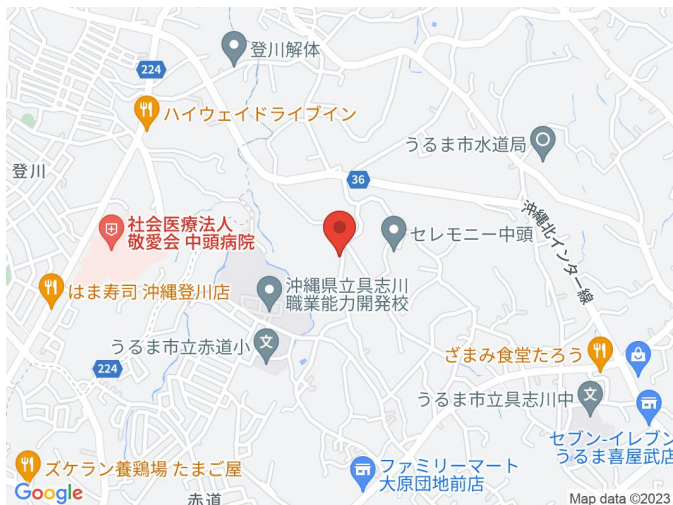 登川解体
224
ハイウェイドライブイン
うるま市水道局
登川
36
社会医療法人
敬愛会 中頭病院
セレモニー中頭
沖縄北インター線
はま寿司 沖縄登川店
沖縄県立具志川
職業能力開発校
うるま市立赤道小
文
ざまみ食堂たろう
224
うるま市立具志川中
文
セブン-イレブン
うるま喜屋武店
ズケラン養鶏場 たまご屋
ファミリーマート
大原団地前店
Google
赤道
Map data ©2023